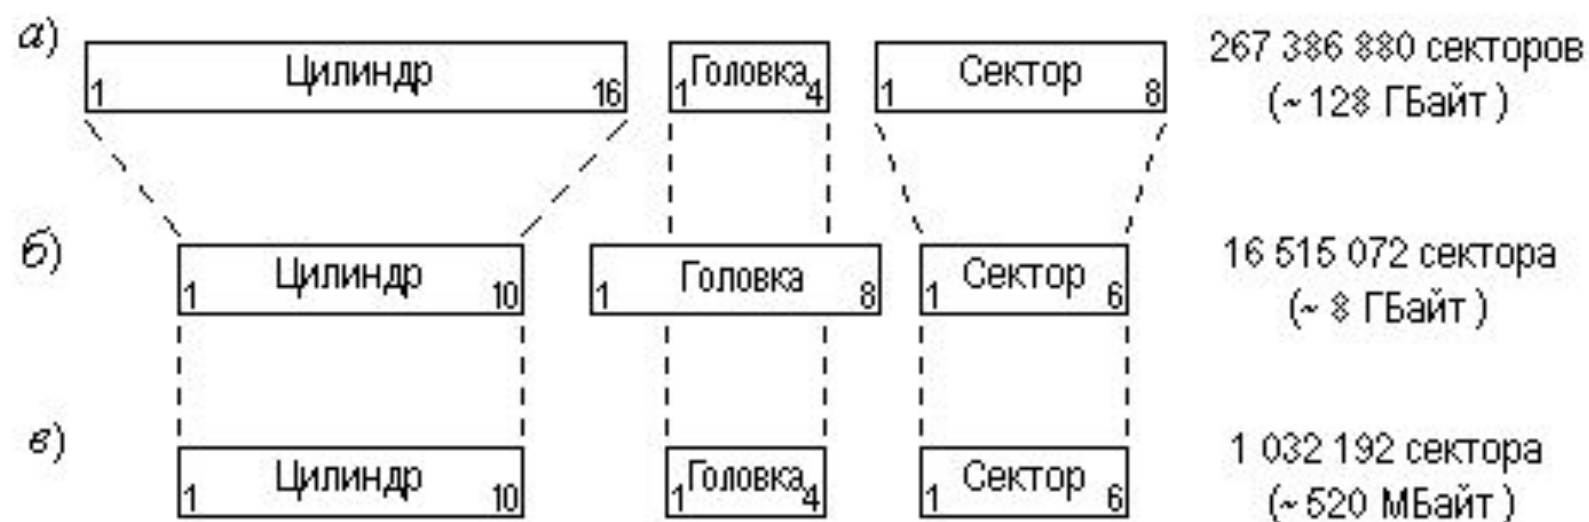 а)
Цилиндр
1 16
Головка
1 4
Сектор
1 8
267 386 880 секторов
(~128 ГБайт )
б)
Цилиндр
1 10
Головка
1 8
Сектор
1 6
16 515 072 сектора
(~ 8 ГБайт )
в)
Цилиндр
1 10
Головка
1 4
Сектор
1 6
1 032 192 сектора
(~520 МБайт )